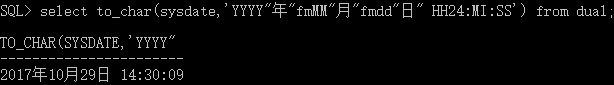 SQL> select to_char(sysdate,'YYYY"年"fmMM"月"fmdd"日" HH24:MI:SS') from dual;
TO_CHAR(SYSDATE,'YYYY"
----------------------
2017年10月29日 14:30:09